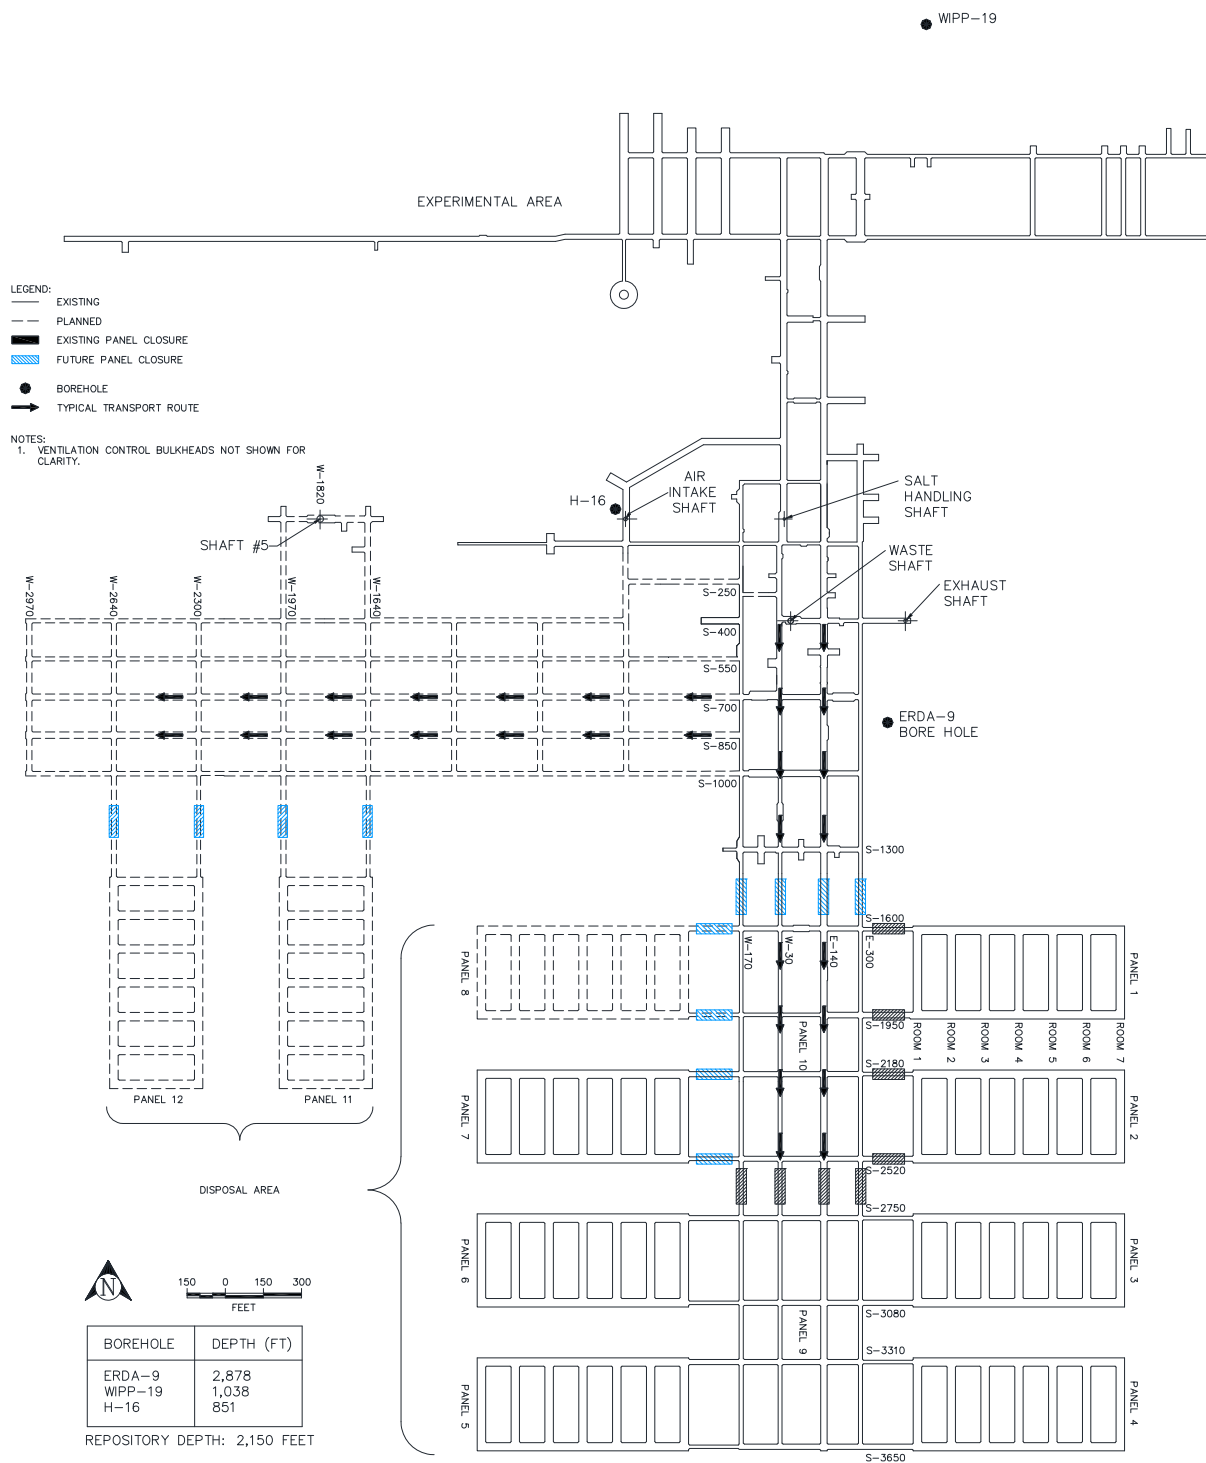 WIPP-19
EXPERIMENTAL AREA
LEGEND:
EXISTING
PLANNED
EXISTING PANEL CLOSURE
FUTURE PANEL CLOSURE
BOREHOLE
TYPICAL TRANSPORT ROUTE
NOTES:
1. VENTILATION CONTROL BULKHEADS NOT SHOWN FOR
CLARITY.
W-1820
SHAFT #5
H-16
AIR
INTAKE
SHAFT
SALT
HANDLING
SHAFT
WASTE
SHAFT
EXHAUST
SHAFT
W-2970
W-2640
W-2300
W-1970
W-1640
S-250
S-400
S-550
S-700
S-850
S-1000
ERDA-9
BORE HOLE
S-1300
S-1600
W-170
W-30
E-140
E-300
PANEL 8
PANEL 1
S-1950
PANEL 10
ROOM 1
ROOM 2
ROOM 3
ROOM 4
ROOM 5
ROOM 6
ROOM 7
S-2180
PANEL 12
PANEL 11
PANEL 7
PANEL 2
S-2520
DISPOSAL AREA
S-2750
PANEL 6
PANEL 3
S-3080
PANEL 9
S-3310
PANEL 5
PANEL 4
S-3650
N
150 0 150 300
FEET
BOREHOLE DEPTH (FT)
ERDA-9 2,878
WIPP-19 1,038
H-16 851
REPOSITORY DEPTH: 2,150 FEET